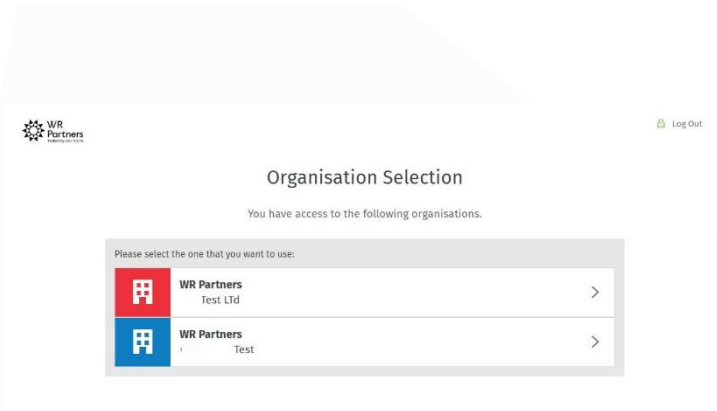 WR
Partners
Log Out
Organisation Selection
You have access to the following organisations.
Please select the one that you want to use:
WR Partners
Test LTd
WR Partners
Test